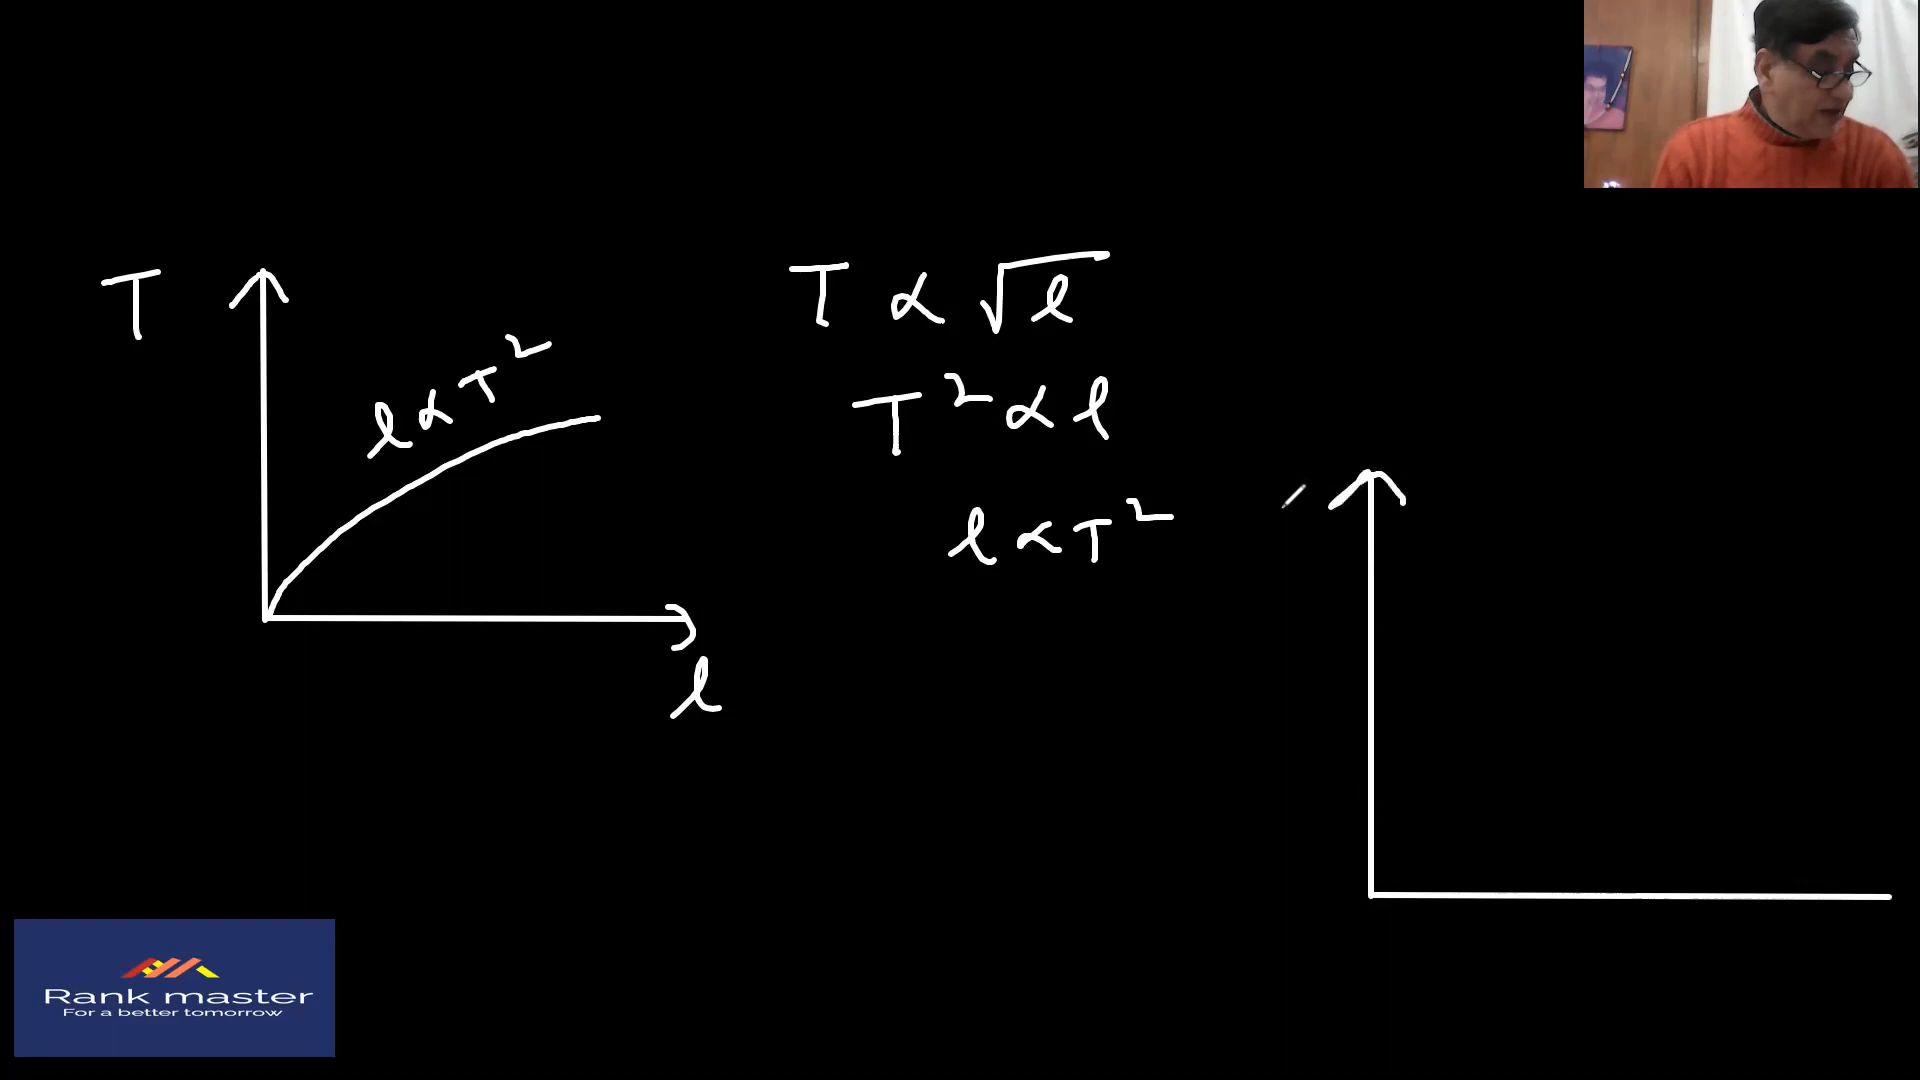 T
l ∝ T²
l
T ∝ √l
T² ∝ l
l ∝ T²
Rank master
For a better tomorrow